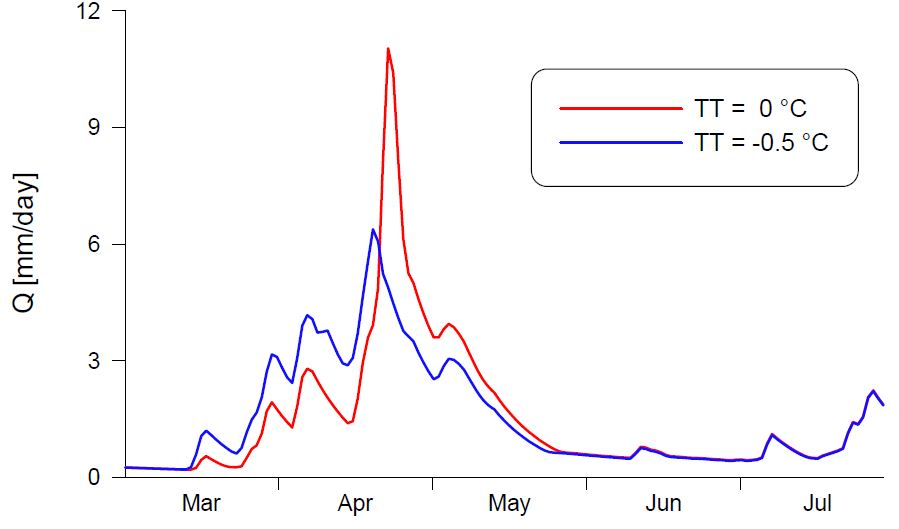 12
9
6
3
0
Q [mm/day]
TT = 0 °C
TT = -0.5 °C
Mar Apr May Jun Jul